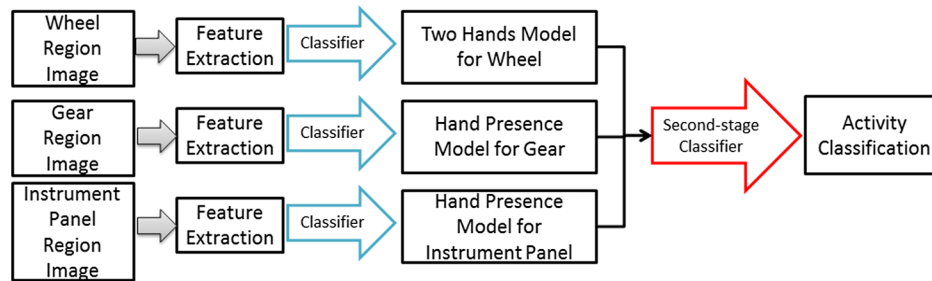 Wheel
Region
Image
Feature
Extraction
Classifier
Two Hands Model
for Wheel
Gear
Region
Image
Feature
Extraction
Classifier
Hand Presence
Model for Gear
Instrument
Panel
Region
Image
Feature
Extraction
Classifier
Hand Presence
Model for
Instrument Panel
Second-stage
Classifier
Activity
Classification